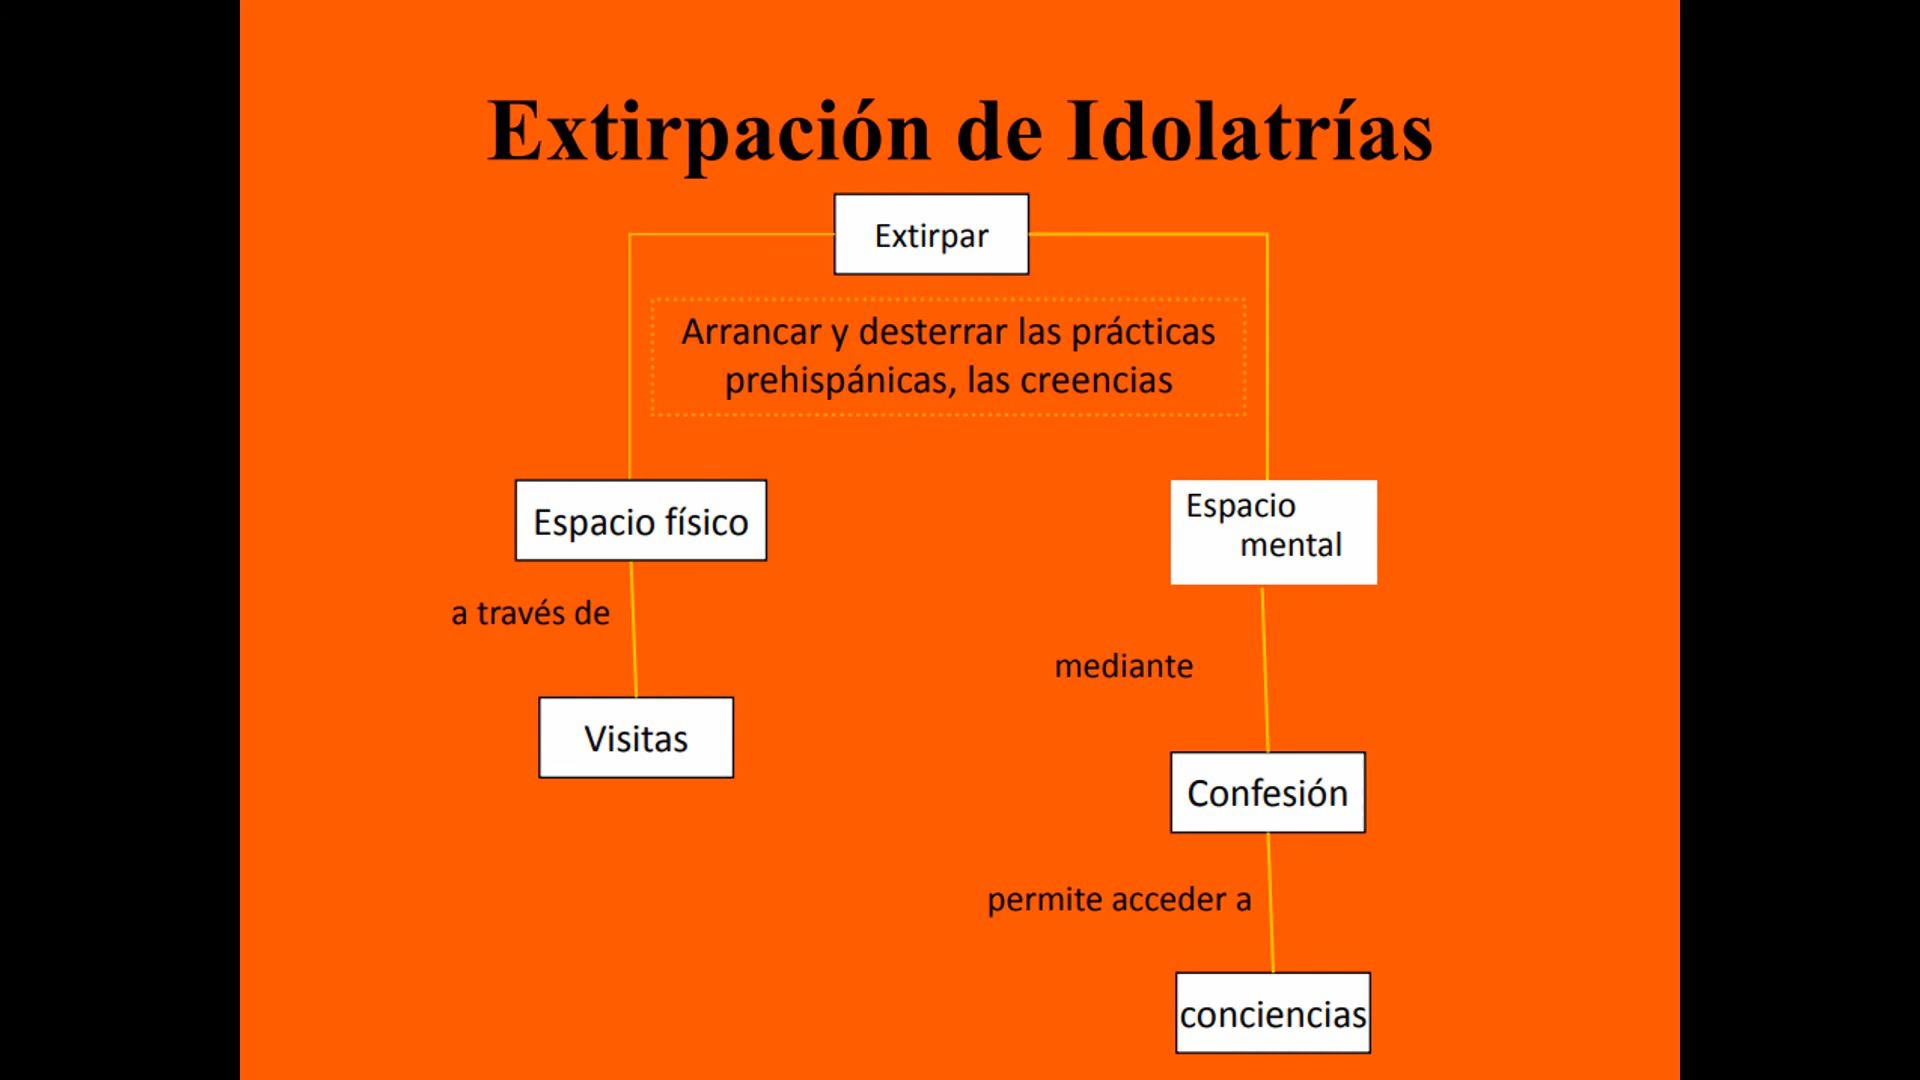 Extirpación de Idolatrías
Extirpar
Arrancar y desterrar las prácticas
prehispánicas, las creencias
Espacio físico
Espacio
mental
a través de
mediante
Visitas
Confesión
permite acceder a
conciencias